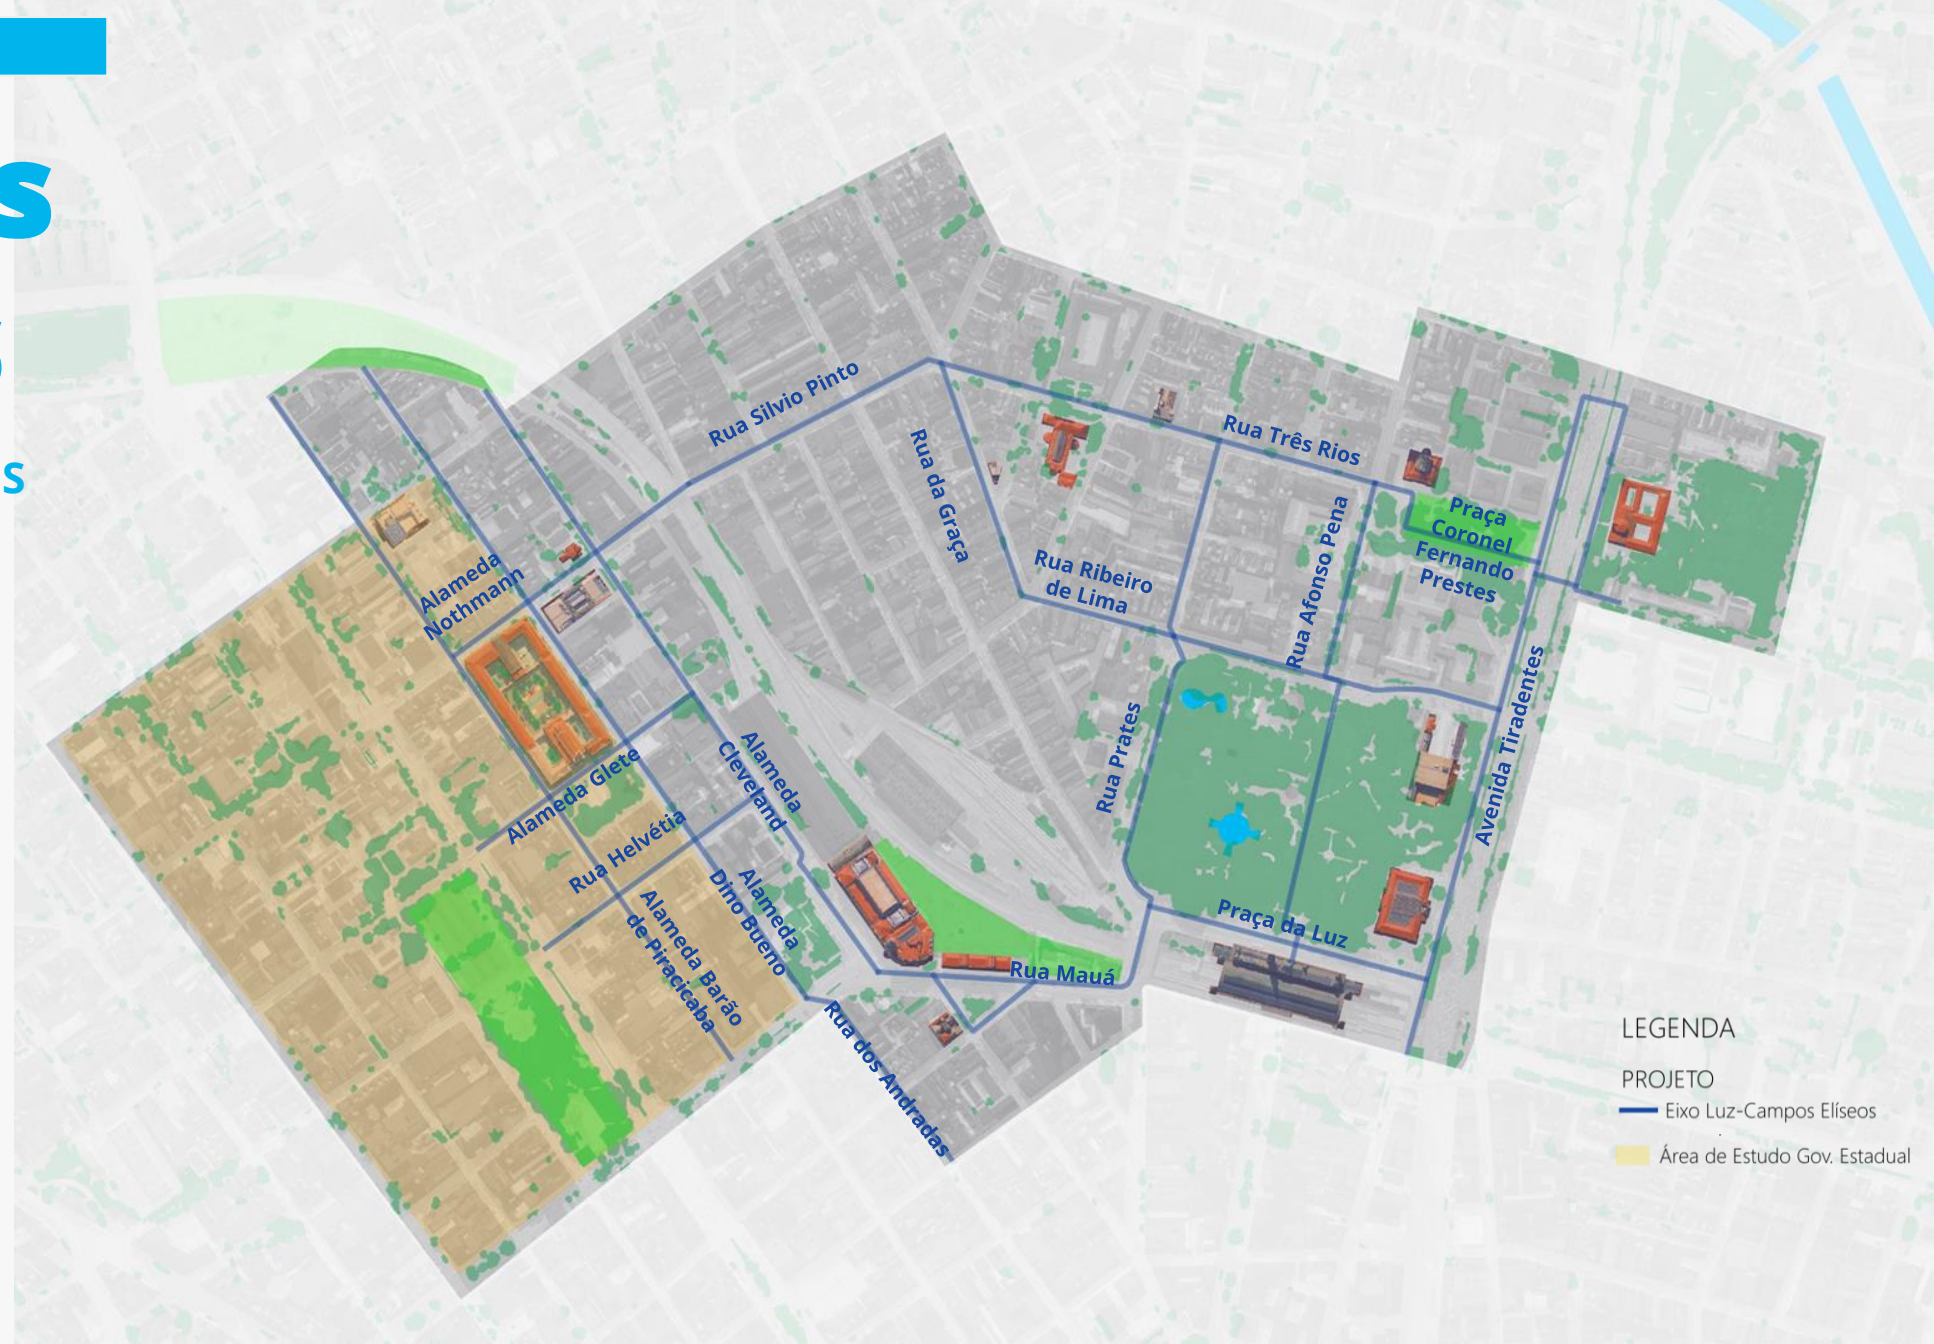 s
s
Rua Silvio Pinto
Rua da Graça
Rua Três Rios
Rua Ribeiro
de Lima
Rua Afonso Pena
Praça
Coronel
Fernando
Prestes
Alameda
Nothmann
Alameda Glete
Rua Helvétia
Alameda
Cleveland
Alameda
Dino Bueno
Alameda Barão
de Piracicaba
Rua dos Andradas
Rua Mauá
Rua Prates
Praça da Luz
Avenida Tiradentes
LEGENDA
PROJETO
Eixo Luz-Campos Elíseos
Área de Estudo Gov. Estadual